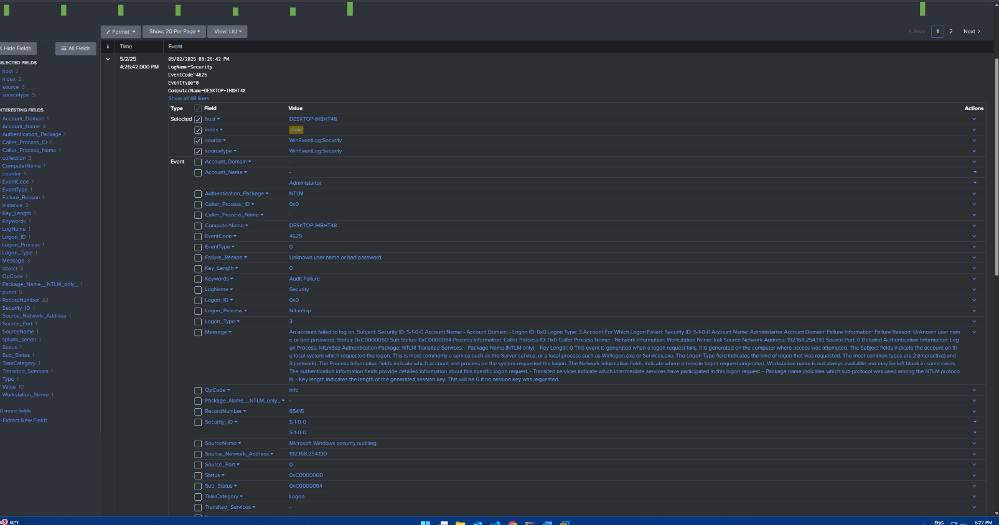 Format
Show: 20 Per Page
View: List
Prev
1
2
Next
Hide Fields
All Fields
i
Time
Event
SELECTED FIELDS
host 2
index 2
source 5
sourcetype 5
INTERESTING FIELDS
Account_Domain 1
Account_Name 4
Authentication_Package 1
Caller_Process_ID 1
Caller_Process_Name 1
collection 3
ComputerName 1
counter 5
EventCode 1
EventType 1
Failure_Reason 1
instance 3
Key_Length 1
Keywords 1
LogName 1
Logon_ID 1
Logon_Process 1
Logon_Type 1
Message 3
object 3
OpCode 1
Package_Name__NTLM_only_ 1
punct 5
RecordNumber 22
Security_ID 1
Source_Network_Address 1
Source_Port 1
SourceName 1
splunk_server 1
Status 1
Sub_Status 1
TaskCategory 1
Transited_Services 1
Type 1
Value 10
Workstation_Name 1
0 more fields
+ Extract New Fields
5/2/25
4:26:42.000 PM
05/02/2025 08:26:42 PM
LogName=Security
EventCode=4625
EventType=0
ComputerName=DESKTOP-IHBHT48
Show all 48 lines
Type Field Value Actions
Selected host DESKTOP-IHBHT48
index main
source WinEventLog:Security
sourcetype WinEventLog:Security
Event Account_Domain -
Account_Name -
Administartor
Authentication_Package NTLM
Caller_Process_ID 0x0
Caller_Process_Name -
ComputerName DESKTOP-IHBHT48
EventCode 4625
EventType 0
Failure_Reason Unknown user name or bad password.
Key_Length 0
Keywords Audit Failure
LogName Security
Logon_ID 0x0
Logon_Process NtLmSsp
Logon_Type 3
Message An account failed to log on. Subject: Security ID: S-1-0-0 Account Name: - Account Domain: - Logon ID: 0x0 Logon Type: 3 Account For Which Logon Failed: Security ID: S-1-0-0 Account Name: Administartor Account Domain: Failure Information: Failure Reason: Unknown user nam
e or bad password. Status: 0xC000006D Sub Status: 0xC0000064 Process Information: Caller Process ID: 0x0 Caller Process Name: - Network Information: Workstation Name: kali Source Network Address: 192.168.254.130 Source Port: 0 Detailed Authentication Information: Log
on Process: NtLmSsp Authentication Package: NTLM Transited Services: - Package Name (NTLM only): - Key Length: 0 This event is generated when a logon request fails. It is generated on the computer where access was attempted. The Subject fields indicate the account on th
e local system which requested the logon. This is most commonly a service such as the Server service, or a local process such as Winlogon.exe or Services.exe. The Logon Type field indicates the kind of logon that was requested. The most common types are 2 (interactive) and
3 (network). The Process Information fields indicate which account and process on the system requested the logon. The Network Information fields indicate where a remote logon request originated. Workstation name is not always available and may be left blank in some cases.
The authentication information fields provide detailed information about this specific logon request. - Transited services indicate which intermediate services have participated in this logon request. - Package name indicates which sub-protocol was used among the NTLM protoco
ls. - Key length indicates the length of the generated session key. This will be 0 if no session key was requested.
OpCode Info
Package_Name__NTLM_only_ -
RecordNumber 65415
Security_ID S-1-0-0
S-1-0-0
SourceName Microsoft Windows security auditing.
Source_Network_Address 192.168.254.130
Source_Port 0
Status 0xC000006D
Sub_Status 0xC0000064
TaskCategory Logon
Transited_Services -
8
60°F
ENG
8:27 PM